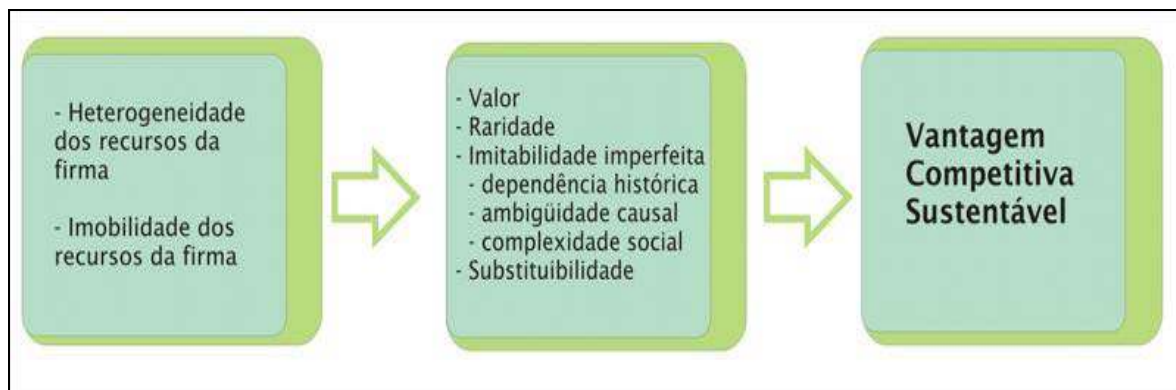 - Heterogeneidade
dos recursos da
firma
- Imobilidade dos
recursos da firma
- Valor
- Raridade
- Imitabilidade imperfeita
- dependência histórica
- ambigüidade causal
- complexidade social
- Substituibilidade
Vantagem
Competitiva
Sustentável